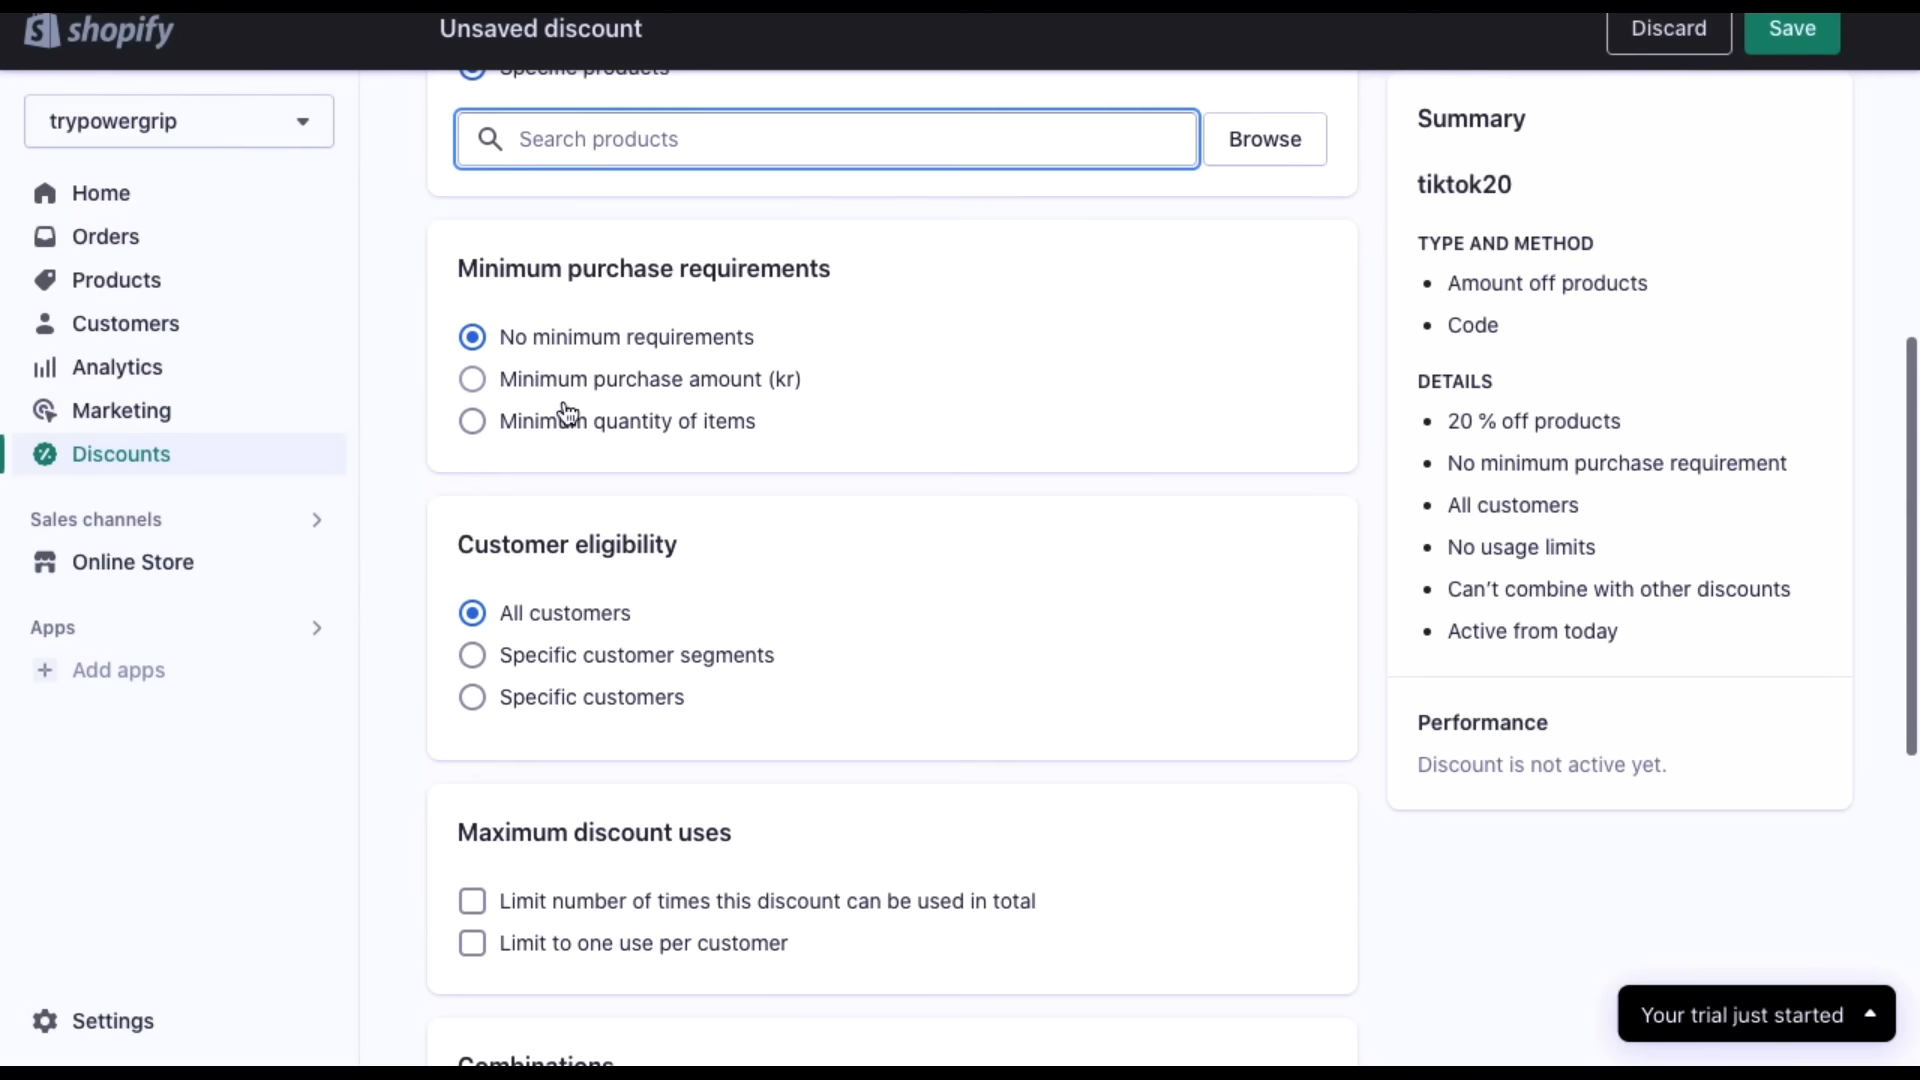 shopify
Unsaved discount
Discard
Save
trypowergrip
Home
Orders
Products
Customers
Analytics
Marketing
Discounts
Sales channels
Online Store
Apps
Add apps
Settings
Specific products
Search products
Browse
Minimum purchase requirements
No minimum requirements
Minimum purchase amount (kr)
Minimum quantity of items
Customer eligibility
All customers
Specific customer segments
Specific customers
Maximum discount uses
Limit number of times this discount can be used in total
Limit to one use per customer
Combinations
Summary
tiktok20
TYPE AND METHOD
• Amount off products
• Code
DETAILS
• 20 % off products
• No minimum purchase requirement
• All customers
• No usage limits
• Can’t combine with other discounts
• Active from today
Performance
Discount is not active yet.
Your trial just started